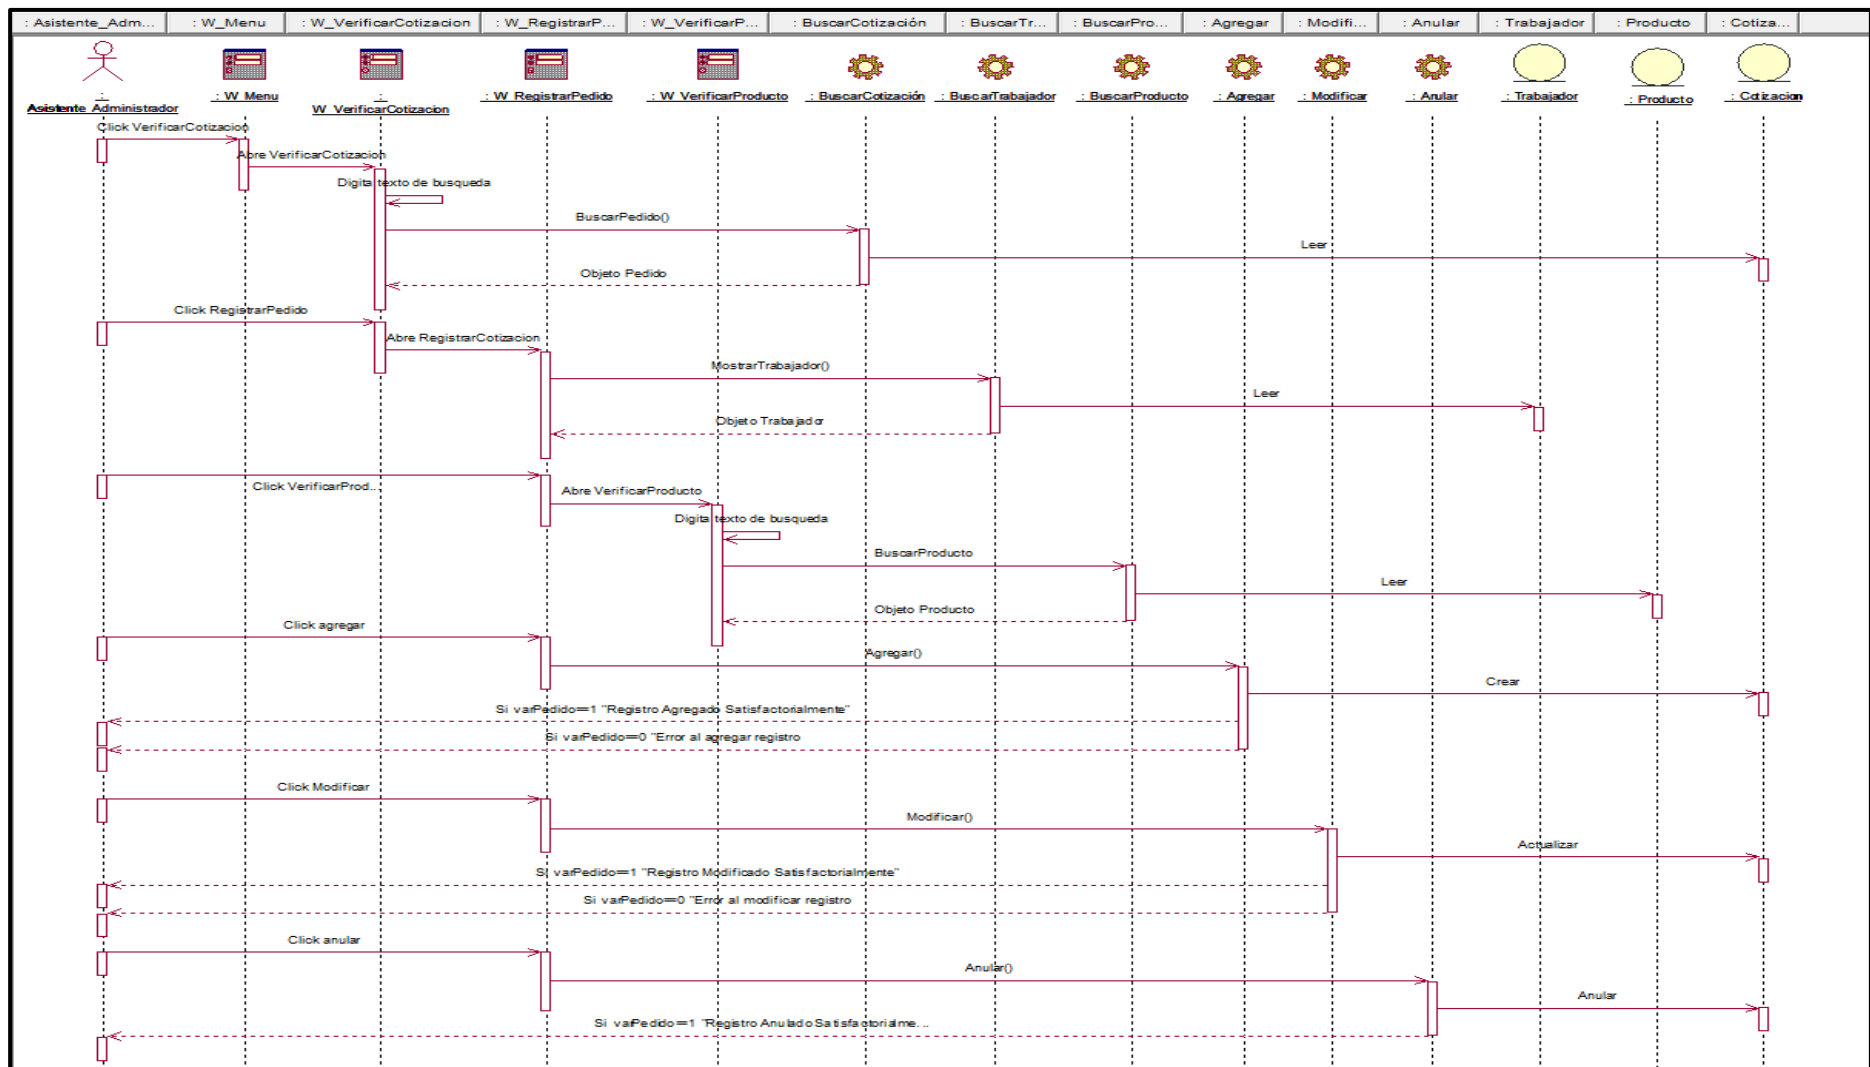 : Asistente_Adm... : W_Menu : W_VerificarCotizacion : W_RegistrarP... : W_VerificarP... : BuscarCotización : BuscarTr... : BuscarPro... : Agregar : Modifi... : Anular : Trabajador : Producto : Cotiza...
:
Asistente_Administrador
: W_Menu
:
W_VerificarCotizacion
: W_RegistrarPedido
: W_VerificarProducto
: BuscarCotización
: BuscarTrabajador
: BuscarProducto
: Agregar
: Modificar
: Anular
: Trabajador
: Producto
: Cotizacion
Click VerificarCotizacion
Abre VerificarCotizacion
Digita texto de busqueda
BuscarPedido()
Leer
Objeto Pedido
Click RegistrarPedido
Abre RegistrarCotizacion
MostrarTrabajador()
Leer
Objeto Trabajador
Click VerificarProd...
Abre VerificarProducto
Digita texto de busqueda
BuscarProducto
Leer
Objeto Producto
Click agregar
Agregar()
Crear
Si varPedido==1 "Registro Agregado Satisfactorialmente"
Si varPedido==0 "Error al agregar registro
Click Modificar
Modificar()
Actualizar
Si varPedido==1 "Registro Modificado Satisfactorialmente"
Si varPedido==0 "Error al modificar registro
Click anular
Anular()
Anular
Si varPedido==1 "Registro Anulado Satisfactorialme...